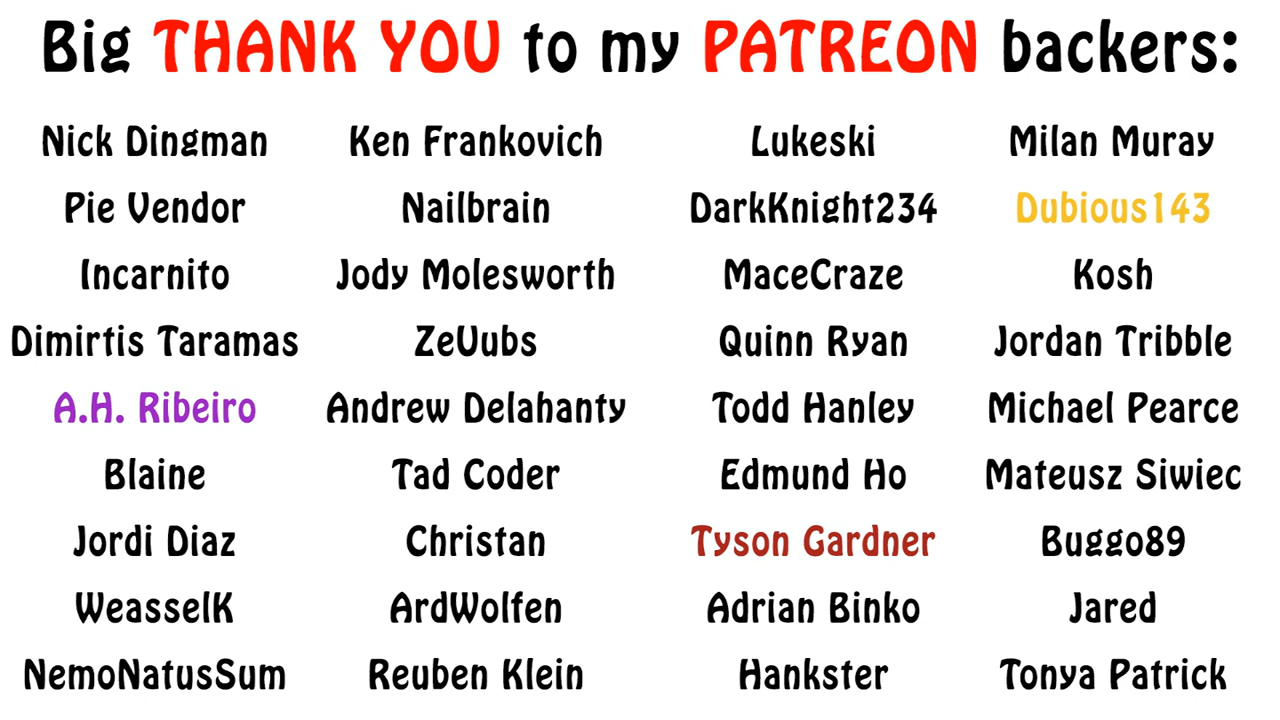 Big THANK YOU to my PATREON backers:
Nick Dingman Ken Frankovich Lukeski Milan Muray
Pie Vendor Nailbrain DarkKnight234 Dubious143
Incarnito Jody Molesworth MaceCraze Kosh
Dimirtis Taramas ZeVubs Quinn Ryan Jordan Tribble
A.H. Ribeiro Andrew Delahanty Todd Hanley Michael Pearce
Blaine Tad Coder Edmund Ho Mateusz Siwiec
Jordi Diaz Christan Tyson Gardner Buggo89
WeasselK ArdWolfen Adrian Binko Jared
NemoNatusSum Reuben Klein Hankster Tonya Patrick